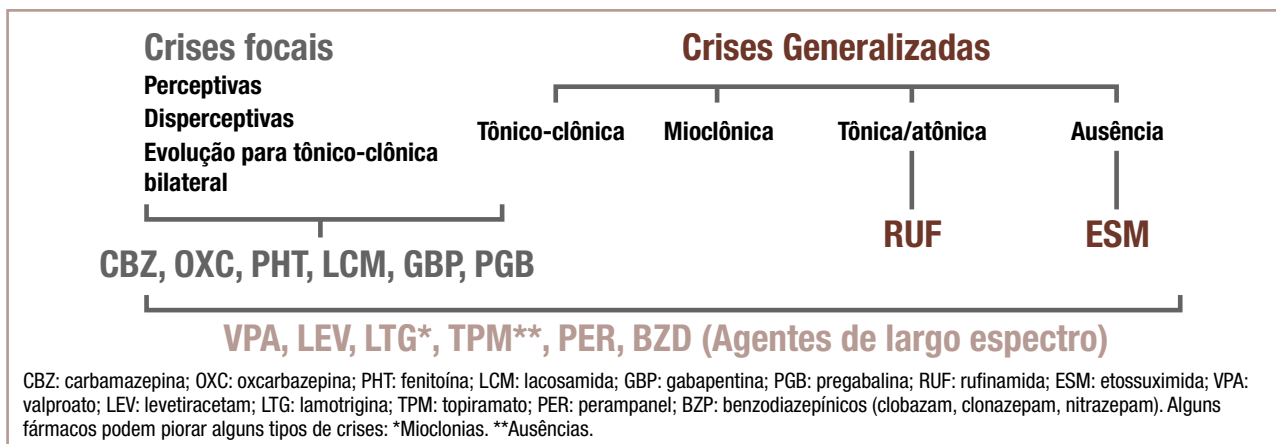 Crises focais
Perceptivas
Disperceptivas
Evolução para tônico-clônica
bilateral
Crises Generalizadas
Tônico-clônica
Mioclônica
Tônica/atônica
Ausência
RUF
ESM
CBZ, OXC, PHT, LCM, GBP, PGB
VPA, LEV, LTG*, TPM**, PER, BZD (Agentes de largo espectro)
CBZ: carbamazepina; OXC: oxcarbazepina; PHT: fenitoína; LCM: lacosamida; GBP: gabapentina; PGB: pregabalina; RUF: rufinamida; ESM: etossuximida; VPA:
valproato; LEV: levetiracetam; LTG: lamotrigina; TPM: topiramato; PER: perampanel; BZP: benzodiazepínicos (clobazam, clonazepam, nitrazepam). Alguns
fármacos podem piorar alguns tipos de crises: *Mioclonias. **Ausências.